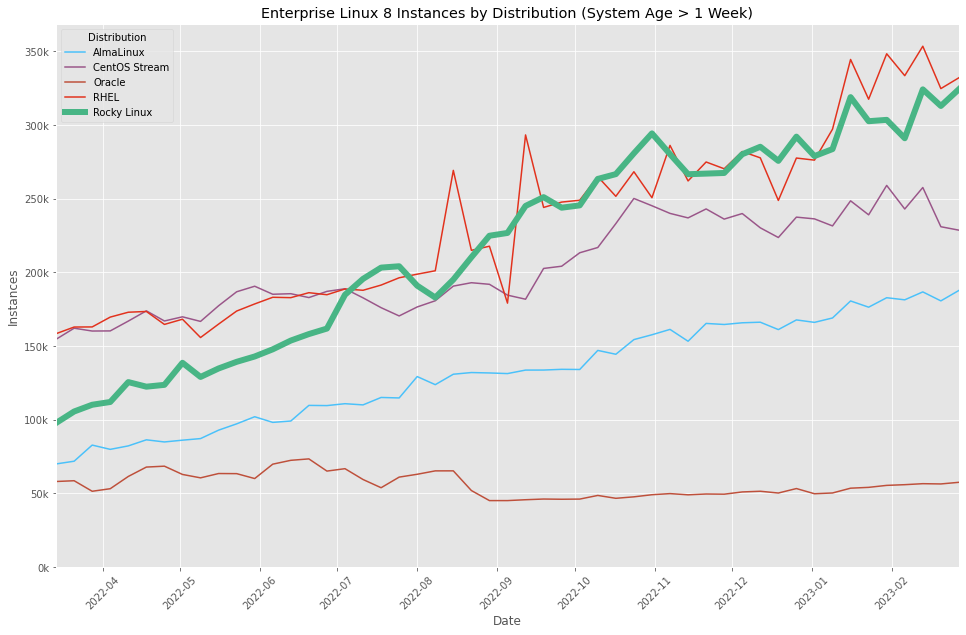 Enterprise Linux 8 Instances by Distribution (System Age > 1 Week)
Distribution
AlmaLinux
CentOS Stream
Oracle
RHEL
Rocky Linux
350k
300k
250k
200k
150k
100k
50k
0k
Instances
2022-04
2022-05
2022-06
2022-07
2022-08
2022-09
2022-10
2022-11
2022-12
2023-01
2023-02
Date